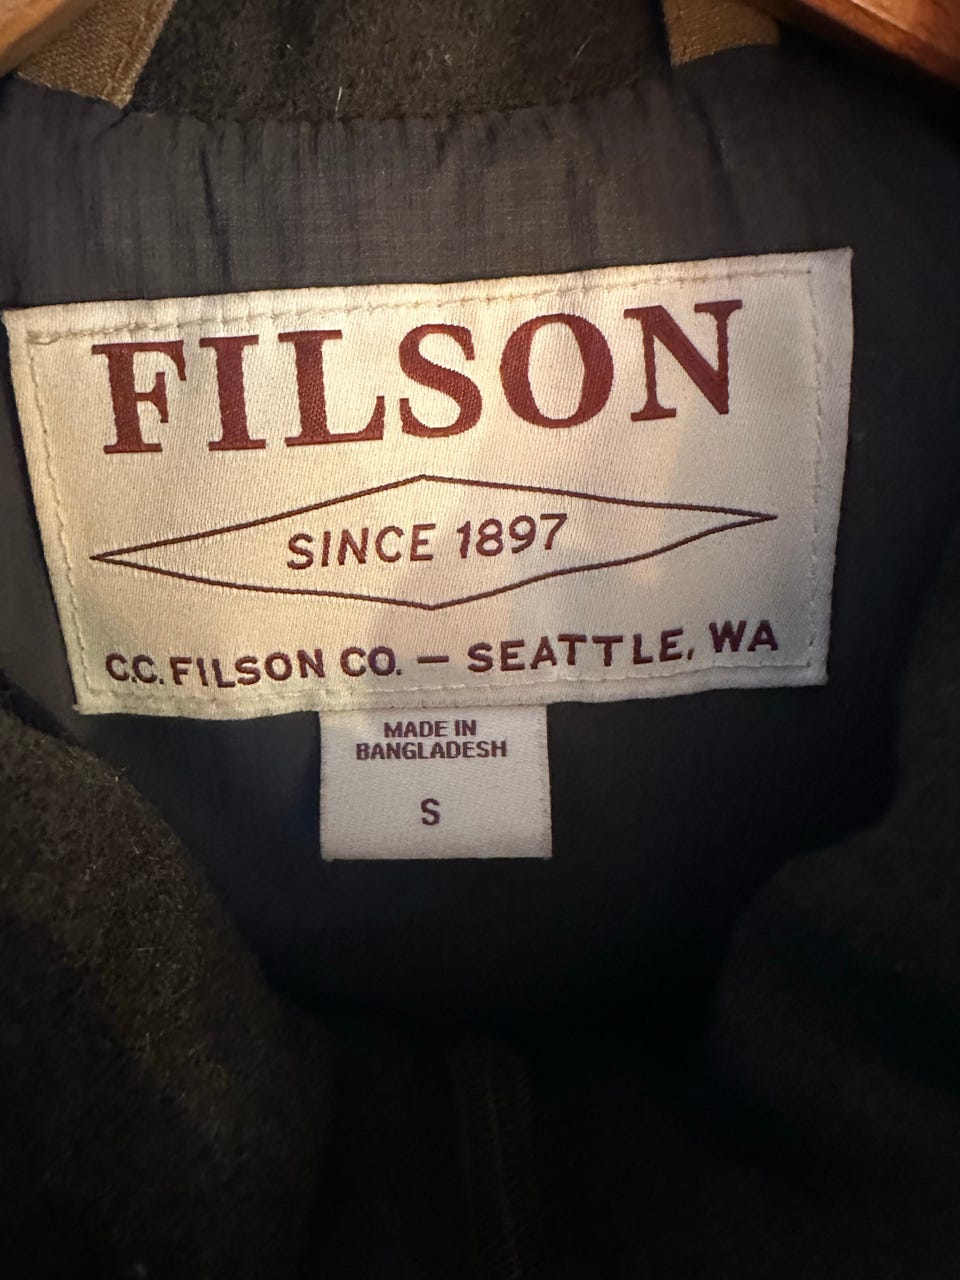 FILSON
SINCE 1897
C.C. FILSON CO. — SEATTLE, WA
MADE IN
BANGLADESH
S